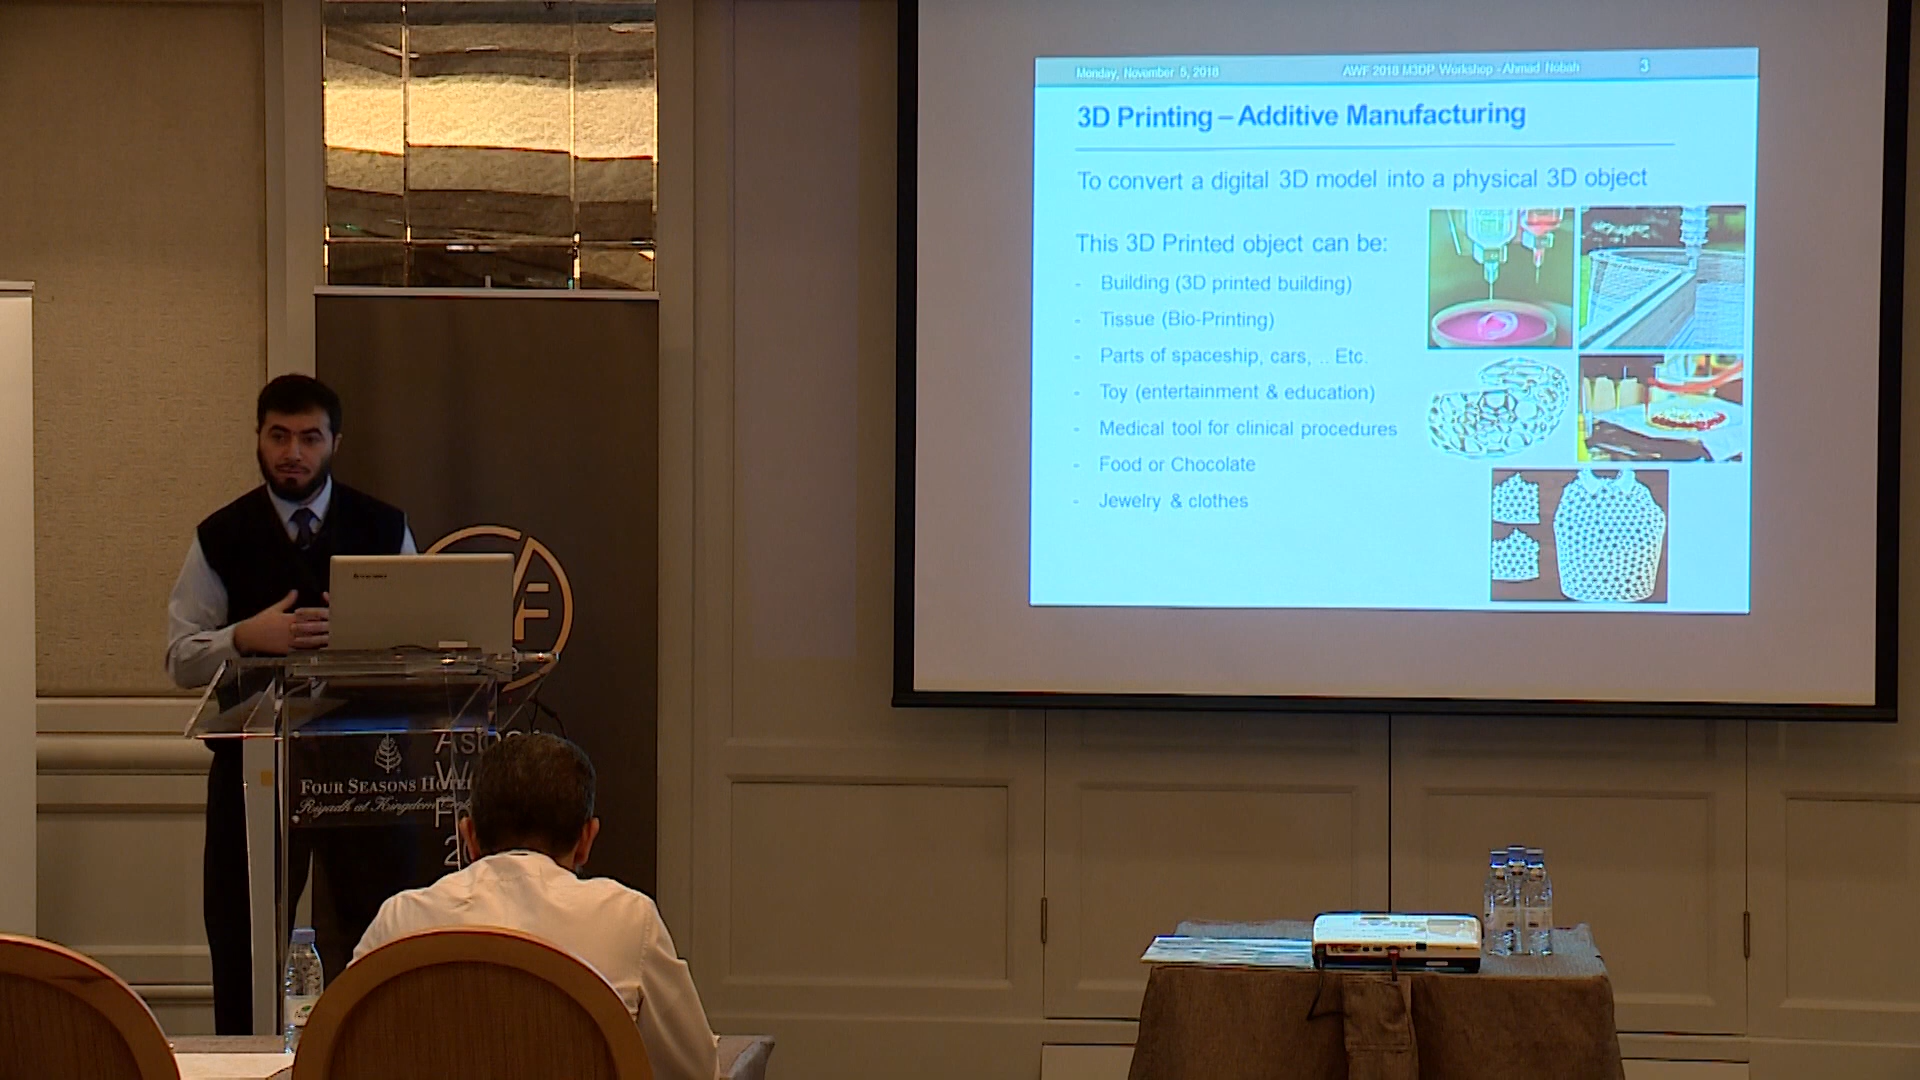 Monday, November 5, 2018
AWF 2018 M3DP Workshop - Ahmad Nobah
3
3D Printing – Additive Manufacturing
To convert a digital 3D model into a physical 3D object
This 3D Printed object can be:
- Building (3D printed building)
- Tissue (Bio-Printing)
- Parts of spaceship, cars, .. Etc.
- Toy (entertainment & education)
- Medical tool for clinical procedures
- Food or Chocolate
- Jewelry & clothes
lenovo
F
FOUR SEASONS HOTEL
Riyadh at Kingdom